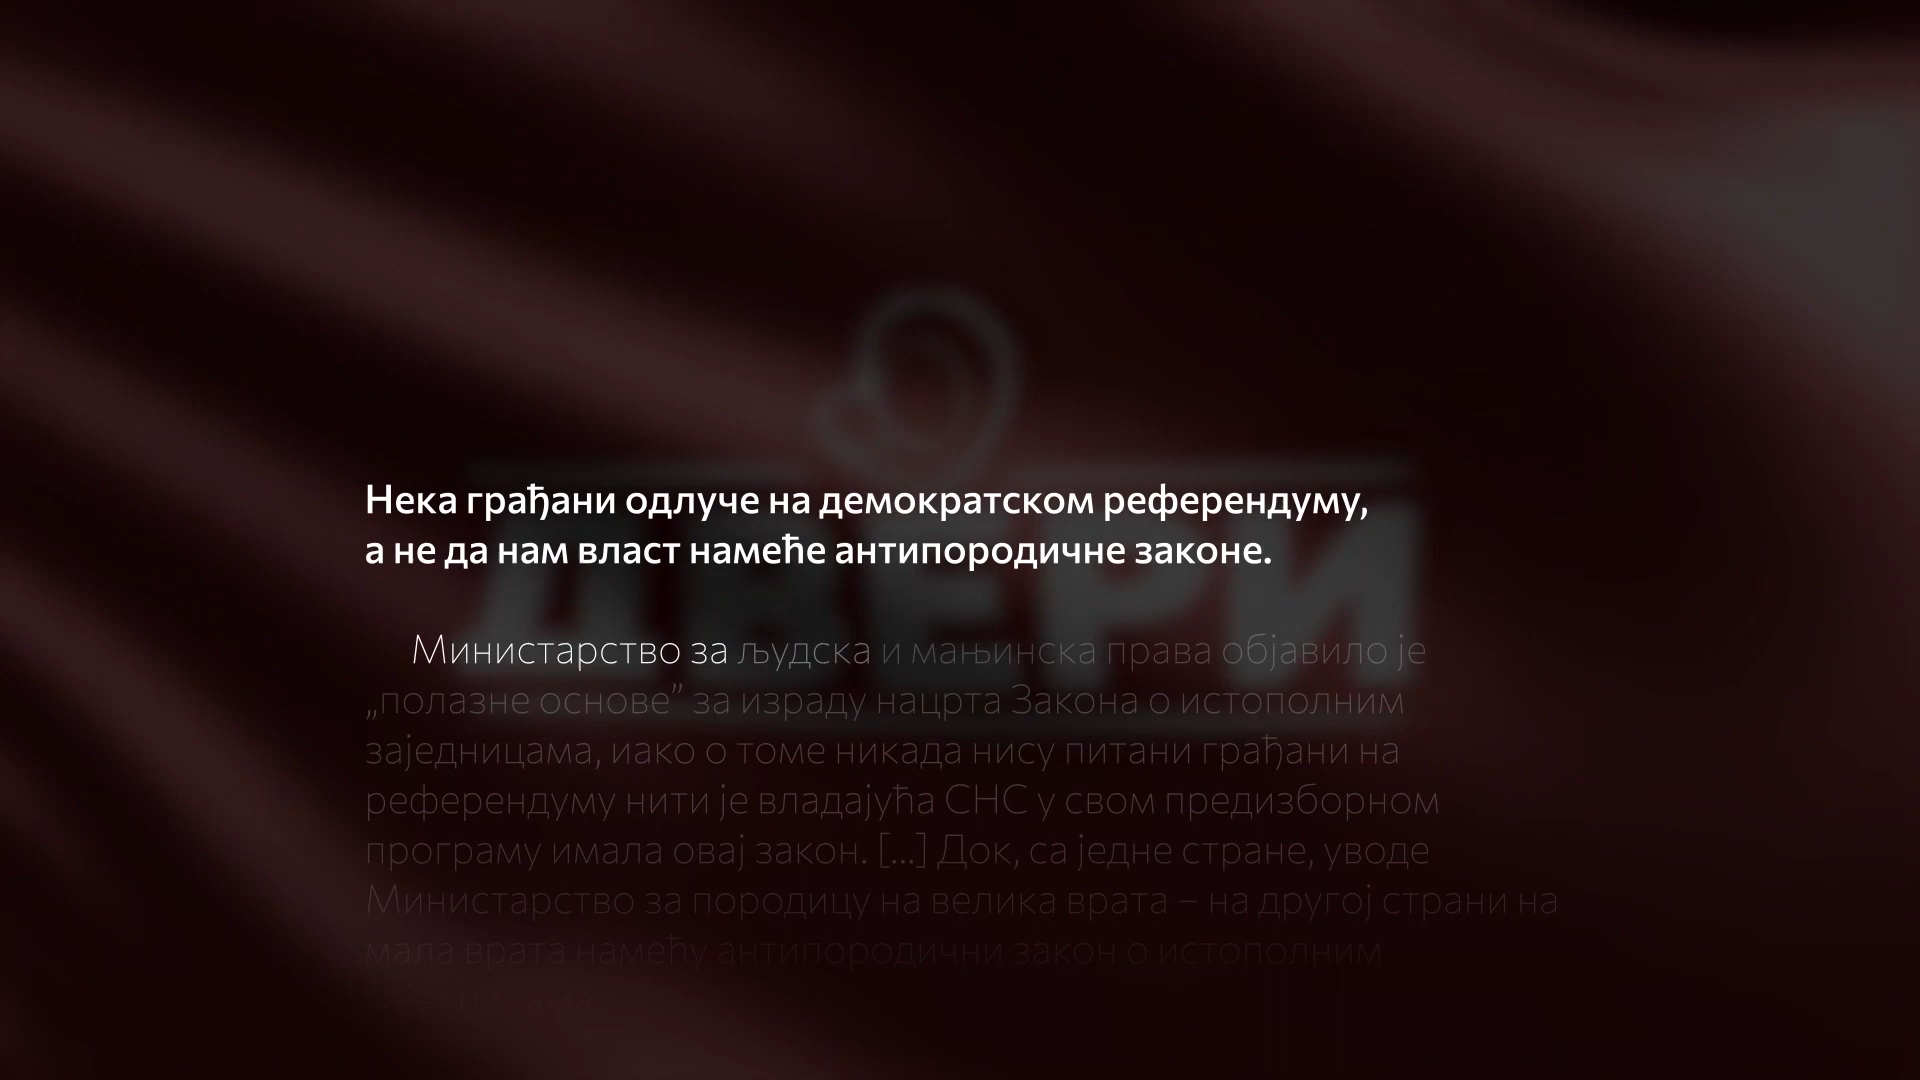 ДВЕРИ
Нека грађани одлуче на демократском референдуму,
а не да нам власт намеће антипородичне законе.
Министарство за људска и мањинска права објавило је
„полазне основе” за израду нацрта Закона о истополним
заједницама, иако о томе никада нису питани грађани на
референдуму нити је владајућа СНС у свом предизборном
програму имала овај закон. [...] Док, са једне стране, уводе
Министарство за породицу на велика врата – на другој страни на
мала врата намећу антипородични закон о истополним